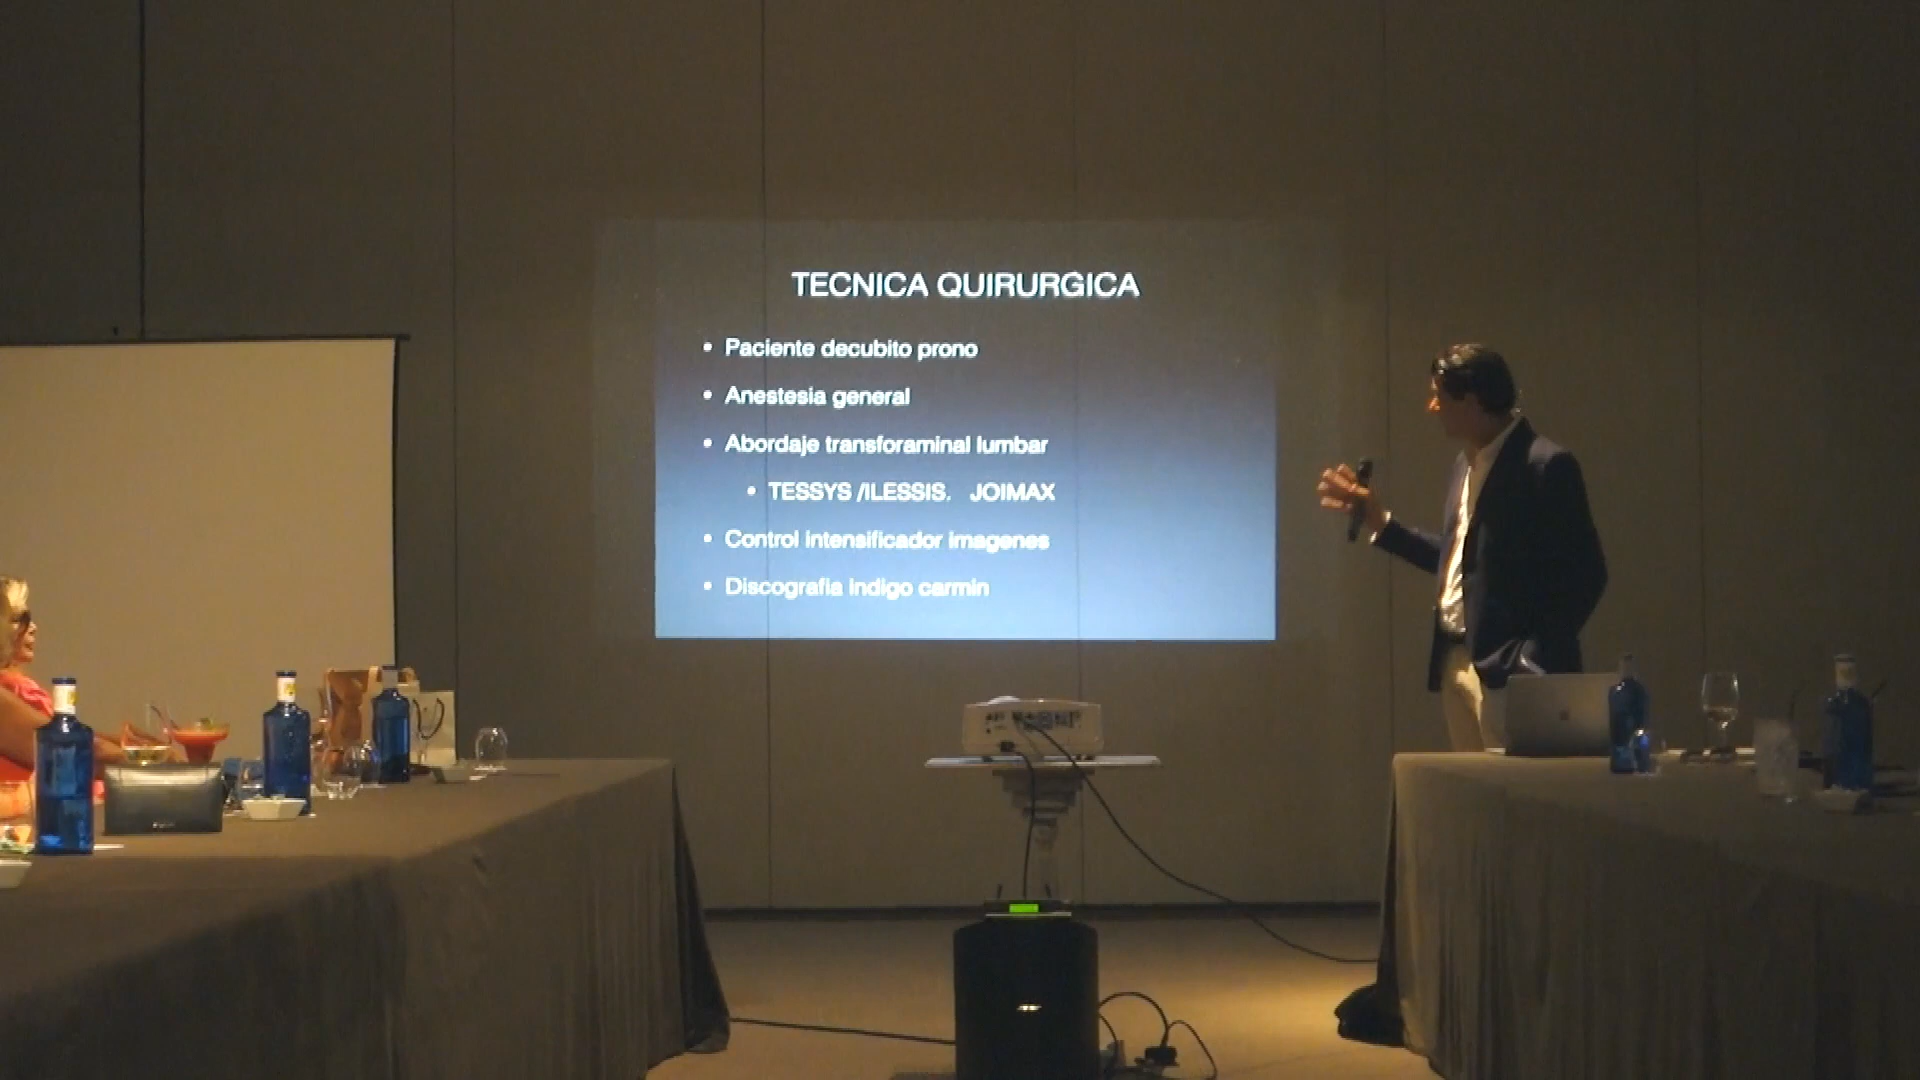 TECNICA QUIRURGICA
• Paciente decubito prono
• Anestesia general
• Abordaje transforaminal lumbar
• TESSYS /ILESSIS. JOIMAX
• Control intensificador imagenes
• Discografia indigo carmin